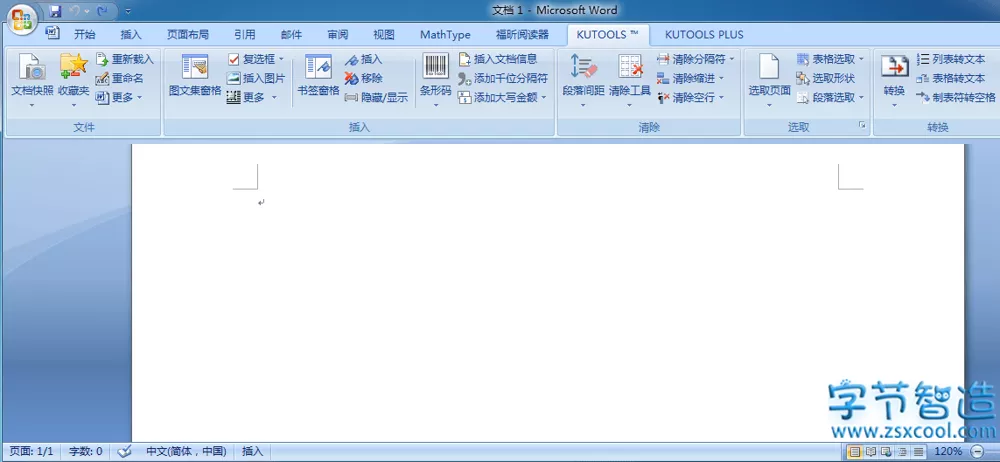 文档 1 - Microsoft Word
开始 插入 页面布局 引用 邮件 审阅 视图 MathType 福昕阅读器 KUTOOLS ™ KUTOOLS PLUS
文档快照 收藏夹 重新载入
重命名
更多
文件
图文集窗格 复选框
插入图片
更多
书签窗格 插入
移除
隐藏/显示
条形码 插入文档信息
添加千位分隔符
添加大写金额
插入
段落间距 清除工具 清除分隔符
清除缩进
清除空行
清除
选取页面 表格选取
选取形状
段落选取
选取
转换 列表转文本
表格转文本
制表符转空格
转换
字节智造
www.zsxcool.com
页面: 1/1 字数: 0 中文(简体，中国) 插入 120%